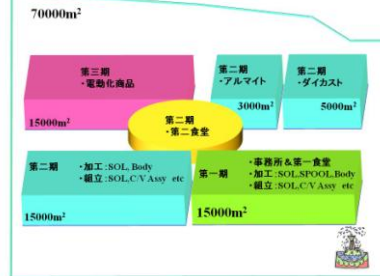 70000m²
第三期
・電動化商品
15000m²
第二期
・アルマイト
3000m²
第二期
・ダイカスト
5000m²
第二期
・第二食堂
第二期 ・加工:SOL, Body
・組立:SOL,C/V Assy etc
15000m²
第一期 ・事務所&第一食堂
・加工:SOL,SPOOL,Body
・組立:SOL,C/V Assy etc
15000m²